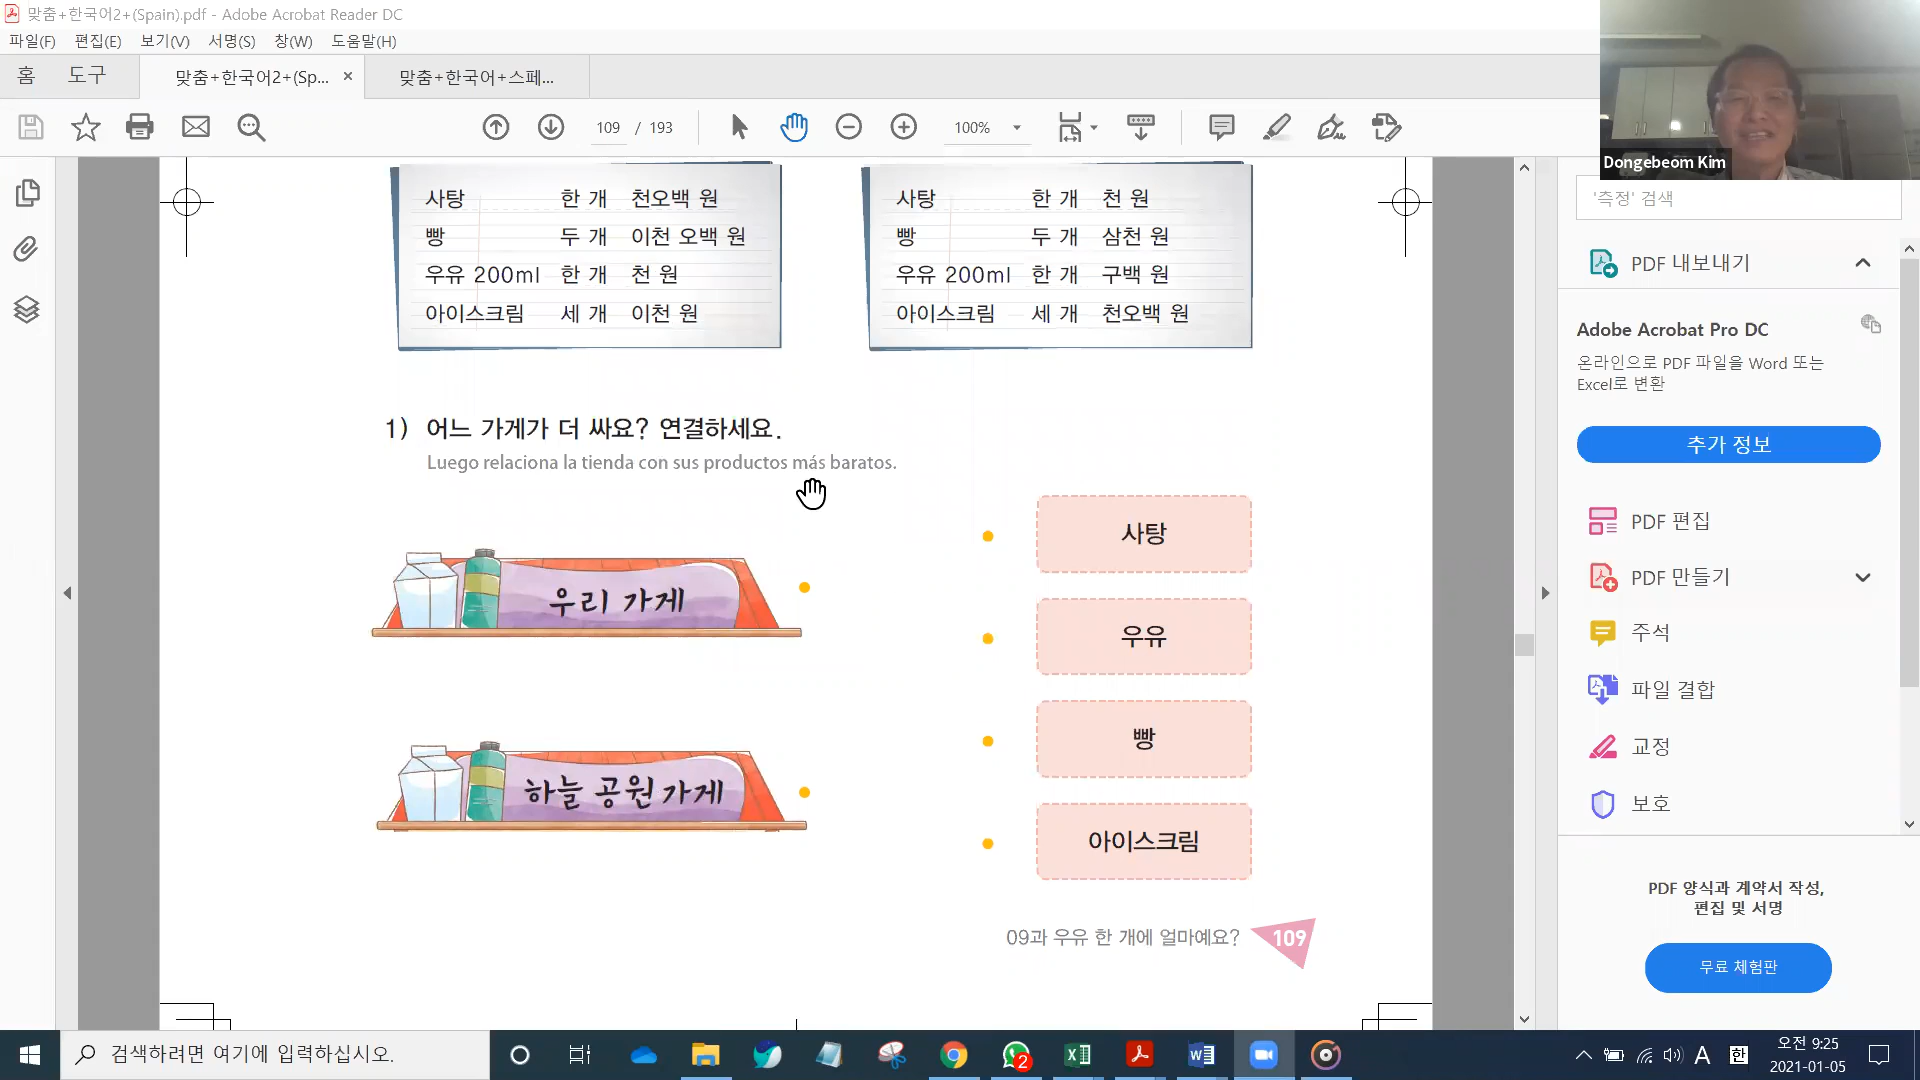 맞춤+한국어2+(Spain).pdf - Adobe Acrobat Reader DC
파일(F) 편집(E) 보기(V) 서명(S) 창(W) 도움말(H)
홈 도구 맞춤+한국어2+(Sp... × 맞춤+한국어+스페...
109 / 193 100%
Dongebeom Kim
사탕 한 개 천오백 원
빵 두 개 이천 오백 원
우유 200ml 한 개 천 원
아이스크림 세 개 이천 원
사탕 한 개 천 원
빵 두 개 삼천 원
우유 200ml 한 개 구백 원
아이스크림 세 개 천오백 원
1) 어느 가게가 더 싸요? 연결하세요.
Luego relaciona la tienda con sus productos más baratos.
우리 가게
하늘 공원 가게
사탕
우유
빵
아이스크림
09과 우유 한 개에 얼마예요? 109
'측정' 검색
PDF 내보내기
Adobe Acrobat Pro DC
온라인으로 PDF 파일을 Word 또는
Excel로 변환
추가 정보
PDF 편집
PDF 만들기
주석
파일 결합
교정
보호
PDF 양식과 계약서 작성,
편집 및 서명
무료 체험판
검색하려면 여기에 입력하십시오.
2
A 한
오전 9:25
2021-01-05